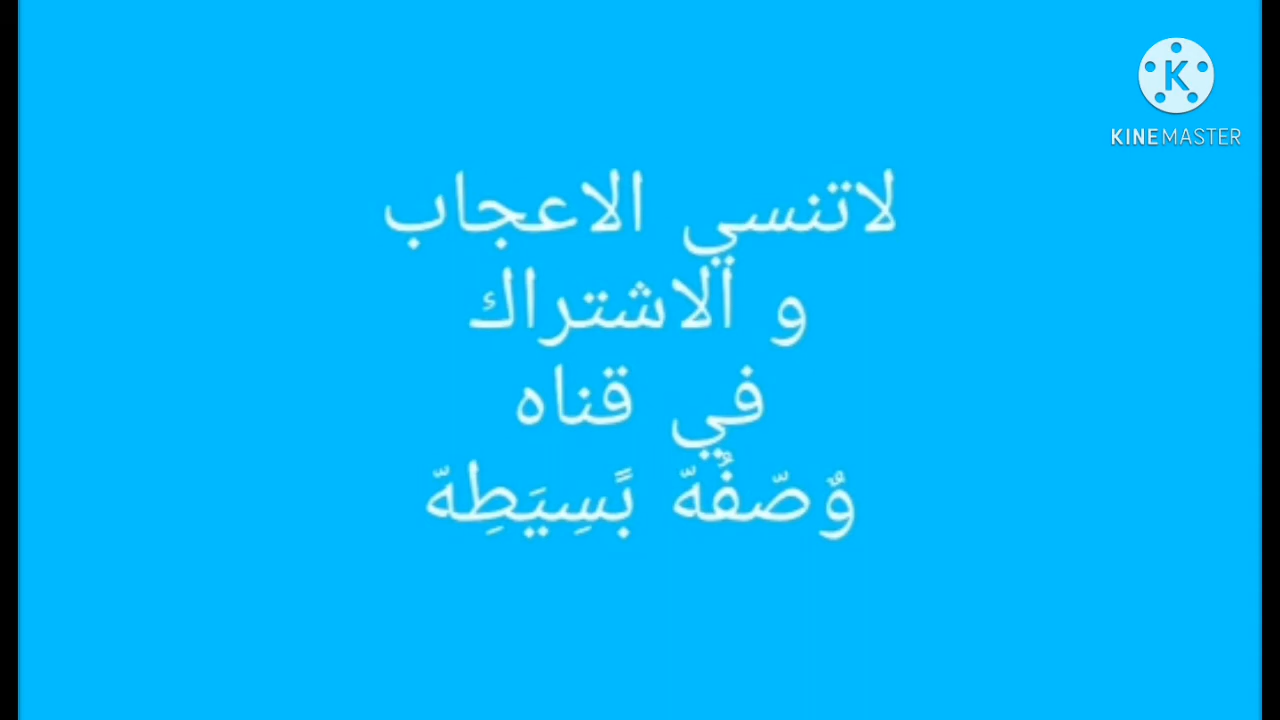 KINEMASTER
لاتنسي الاعجاب
و الاشتراك
في قناه
وٌصّفُهّ بًسِيَطِهّ